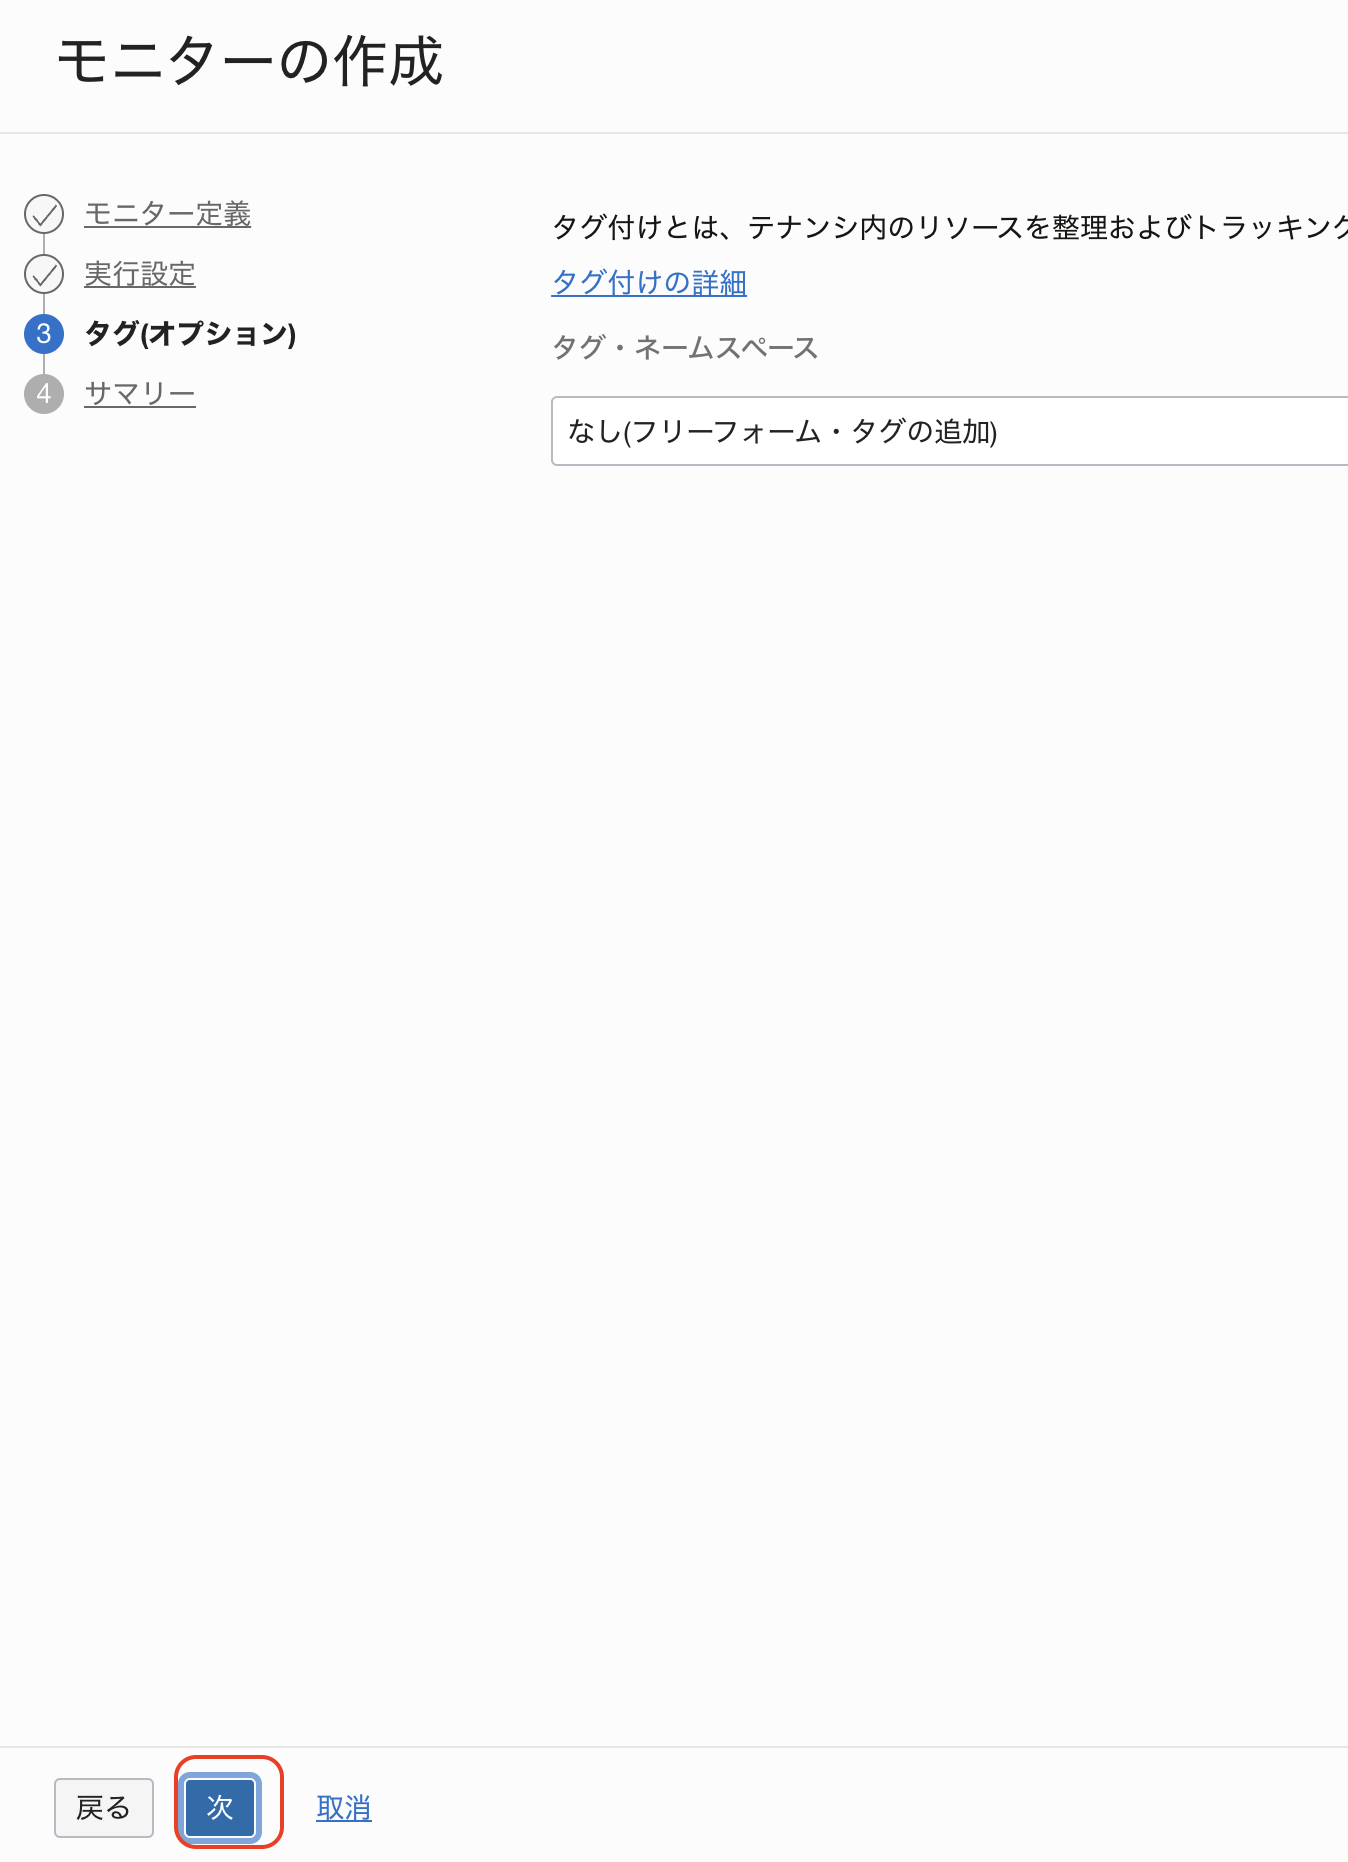 モニターの作成
モニター定義
実行設定
3 タグ(オプション)
4 サマリー
タグ付けとは、テナンシ内のリソースを整理およびトラッキング
タグ付けの詳細
タグ・ネームスペース
なし(フリーフォーム・タグの追加)
戻る 次 取消